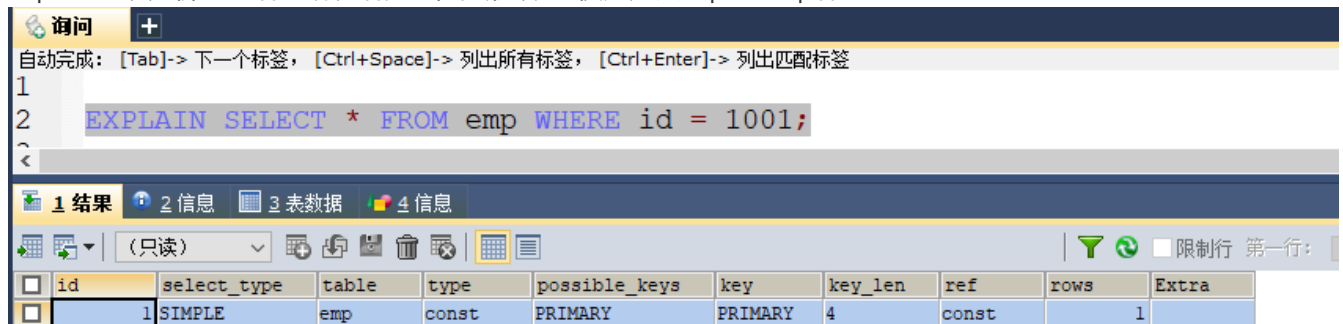 询问
自动完成: [Tab]-> 下一个标签, [Ctrl+Space]-> 列出所有标签, [Ctrl+Enter]-> 列出匹配标签
1
2 EXPLAIN SELECT * FROM emp WHERE id = 1001;
1 结果 2 信息 3 表数据 4 信息
(只读) 限制行 第一行:
id select_type table type possible_keys key key_len ref rows Extra
1 SIMPLE emp const PRIMARY PRIMARY 4 const 1